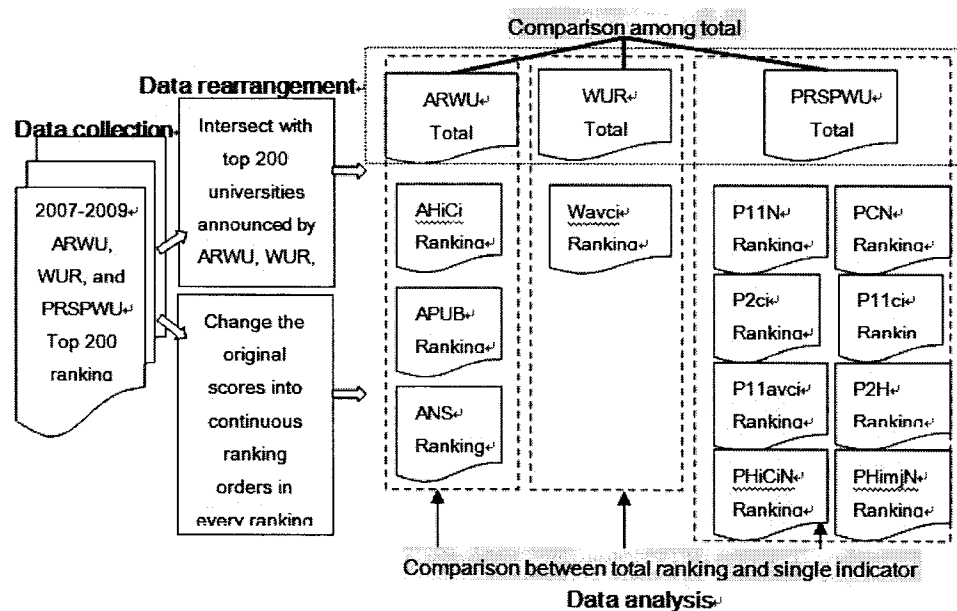 Comparison among total
Data rearrangement
Data collection
2007-2009
ARWU,
WUR, and
PRSPWU
Top 200
ranking
Intersect with
top 200
universities
announced by
ARWU, WUR,
Change the
original
scores into
continuous
ranking
orders in
every ranking
ARWU
Total
WUR
Total
PRSPWU
Total
AHiCi
Ranking
APUB
Ranking
ANS
Ranking
Wavci
Ranking
P11N
Ranking
PCN
Ranking
P2ci
Ranking
P11ci
Rankin
P11avci
Ranking
P2H
Ranking
PHiCiN
Ranking
PHimjN
Ranking
Comparison between total ranking and single indicator
Data analysis